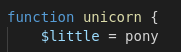 function unicorn {
    $little = pony